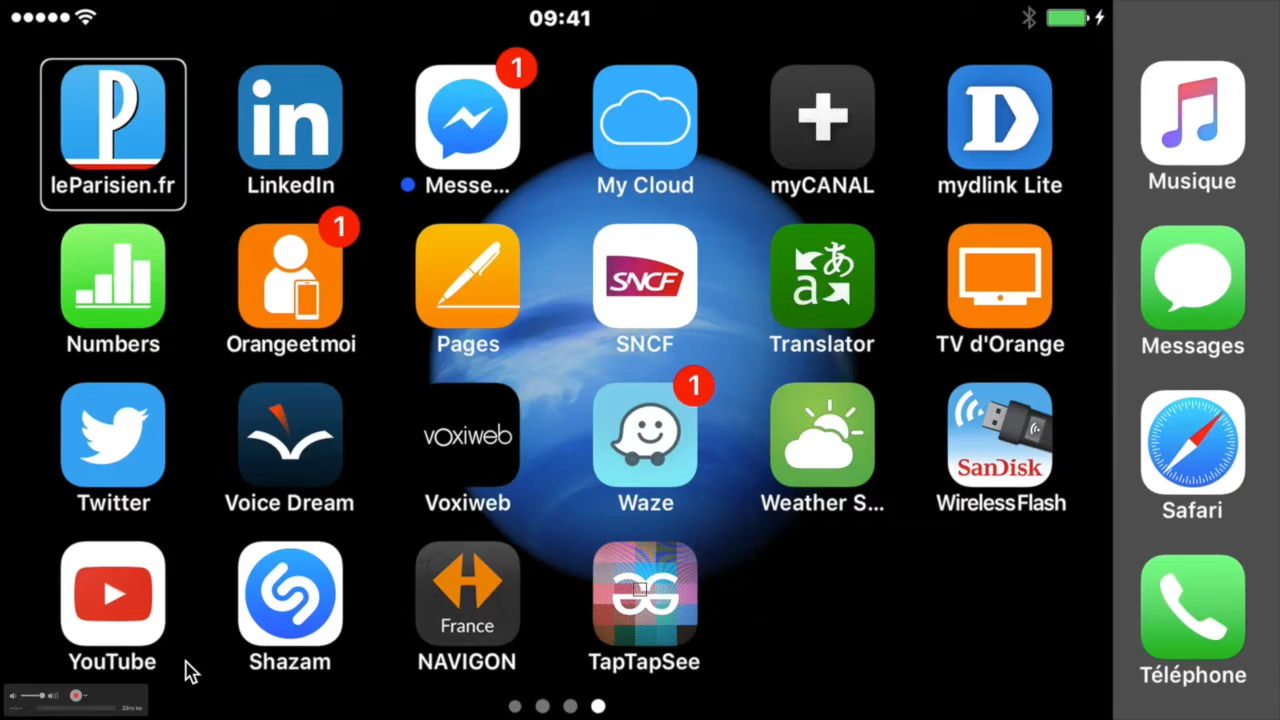 09:41
1
leParisien.fr
LinkedIn
Messe...
My Cloud
myCANAL
mydlink Lite
Musique
1
SNCF
あ
a
Numbers
Orangeetmoi
Pages
SNCF
Translator
TV d'Orange
Messages
1
voxiweb
SanDisk
Twitter
Voice Dream
Voxiweb
Waze
Weather S...
WirelessFlash
Safari
France
YouTube
Shazam
NAVIGON
TapTapSee
Téléphone